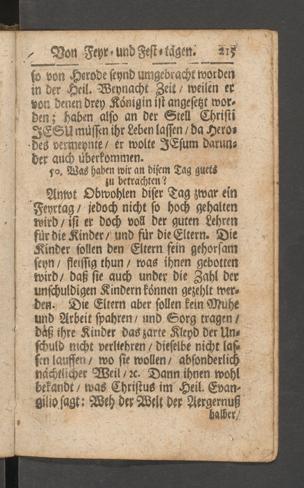 Von Feyr- und Fest-tägen. 215
so von Herode seynd umgebracht worden
in der Heil. Weynacht Zeit / weilen er
von denen drey Königin ist angesetzt wor-
den; haben also an der Stell Christi
JESU müssen ihr Leben lassen / da Hero-
des vermeynte / er wolte JEsum darun-
der auch überkommen.
50. Was haben wir an disem Tag guets
zu betrachten?
Antwt Obwohlen diser Tag zwar ein
Feyrtag / jedoch nicht so hoch gehalten
wird / ist er doch voll der guten Lehren
für die Kinder / und für die Eltern. Die
Kinder sollen den Eltern fein gehorsam
seyn / fleissig thun / was ihnen gebotten
wird / daß sie auch under die Zahl der
unschuldigen Kindern können gezehlt wer-
den. Die Eltern aber sollen kein Muhe
und Arbeit spahren / und Sorg tragen /
daß ihre Kinder das zarte Kleyd der Un-
schuld nicht verliehren / dieselbe nicht las-
sen lauffen / wo sie wollen / absonderlich
nächtlicher Weil / ꝛc. Dann ihnen wohl
bekandt / was Christus im Heil. Evan-
gilio sagt: Weh der Welt der Aergernuß
halber /